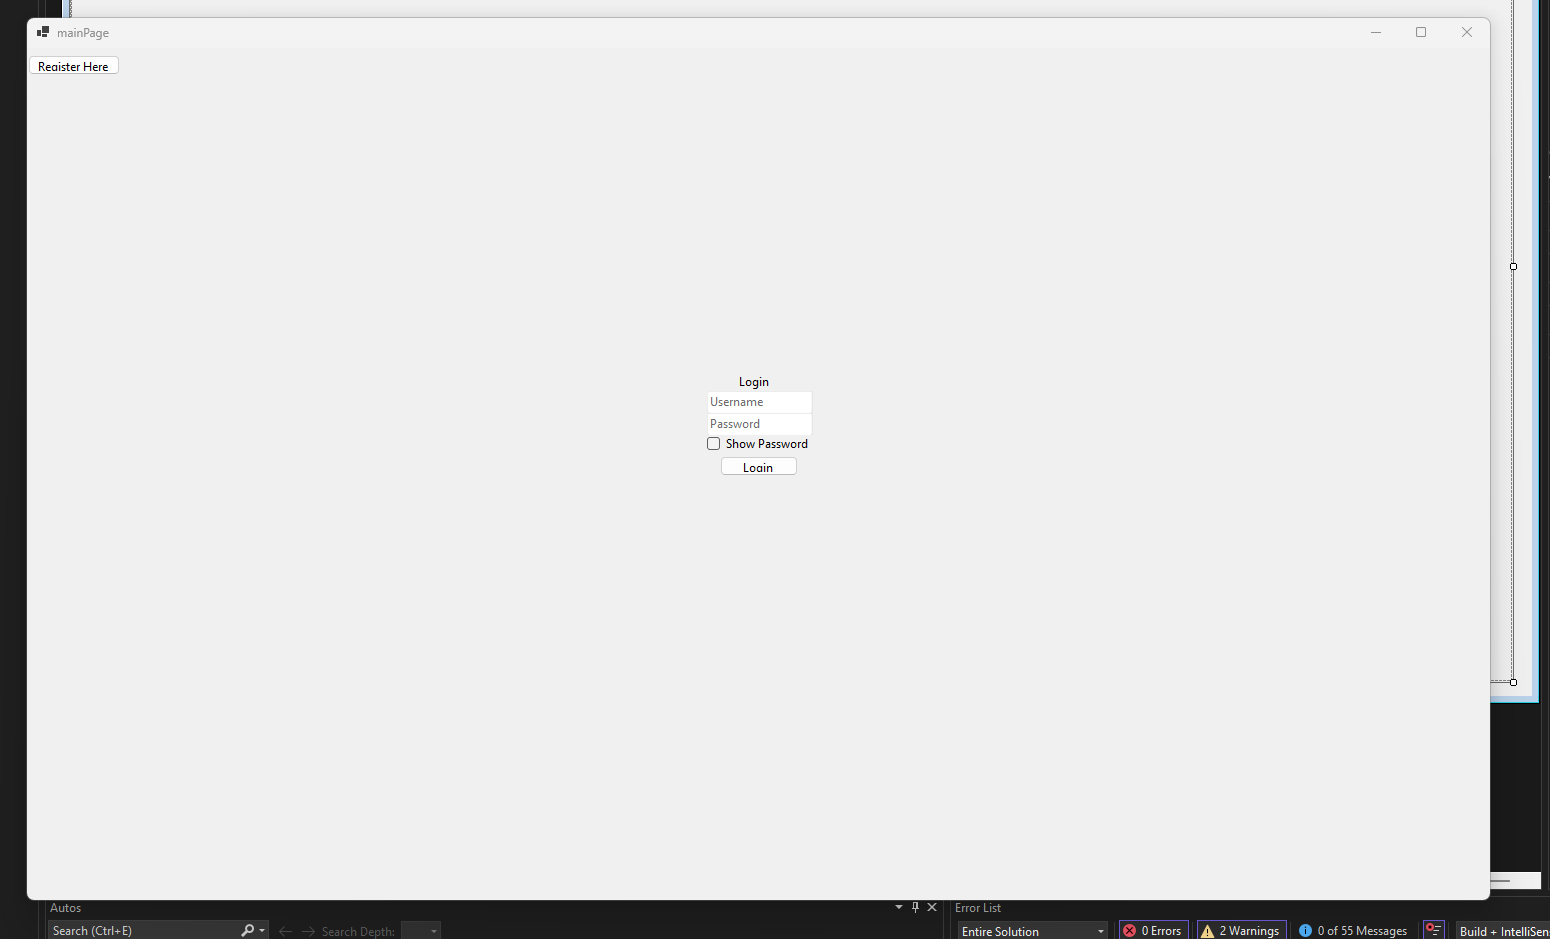 mainPage
Register Here
Login
Username
Password
Show Password
Login
Autos
Error List
Search (Ctrl+E)
Search Depth:
Entire Solution
0 Errors
2 Warnings
0 of 55 Messages
Build + IntelliSen